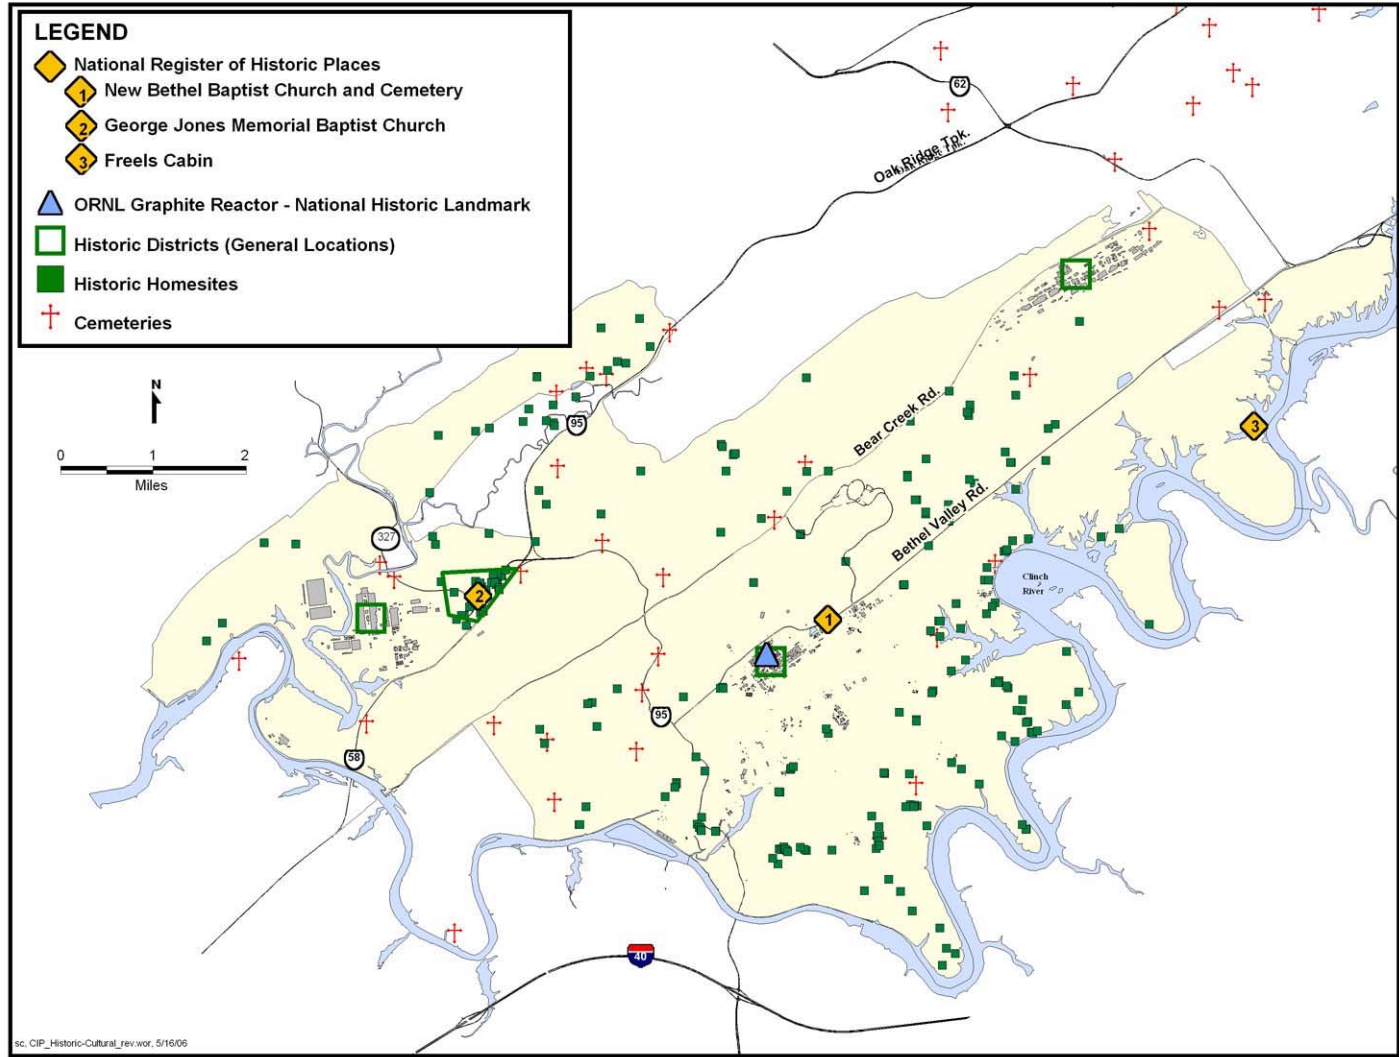 LEGEND
National Register of Historic Places
1 New Bethel Baptist Church and Cemetery
2 George Jones Memorial Baptist Church
3 Freels Cabin
ORNL Graphite Reactor - National Historic Landmark
Historic Districts (General Locations)
Historic Homesites
Cemeteries
62
Oak Ridge Tpk.
Oak Ridge Tpk.
N
0 1 2
Miles
95
Bear Creek Rd.
3
327
Bethel Valley Rd.
Clinch
River
2
1
95
58
40
sc, CIP_Historic-Cultural_rev.wor, 5/16/06